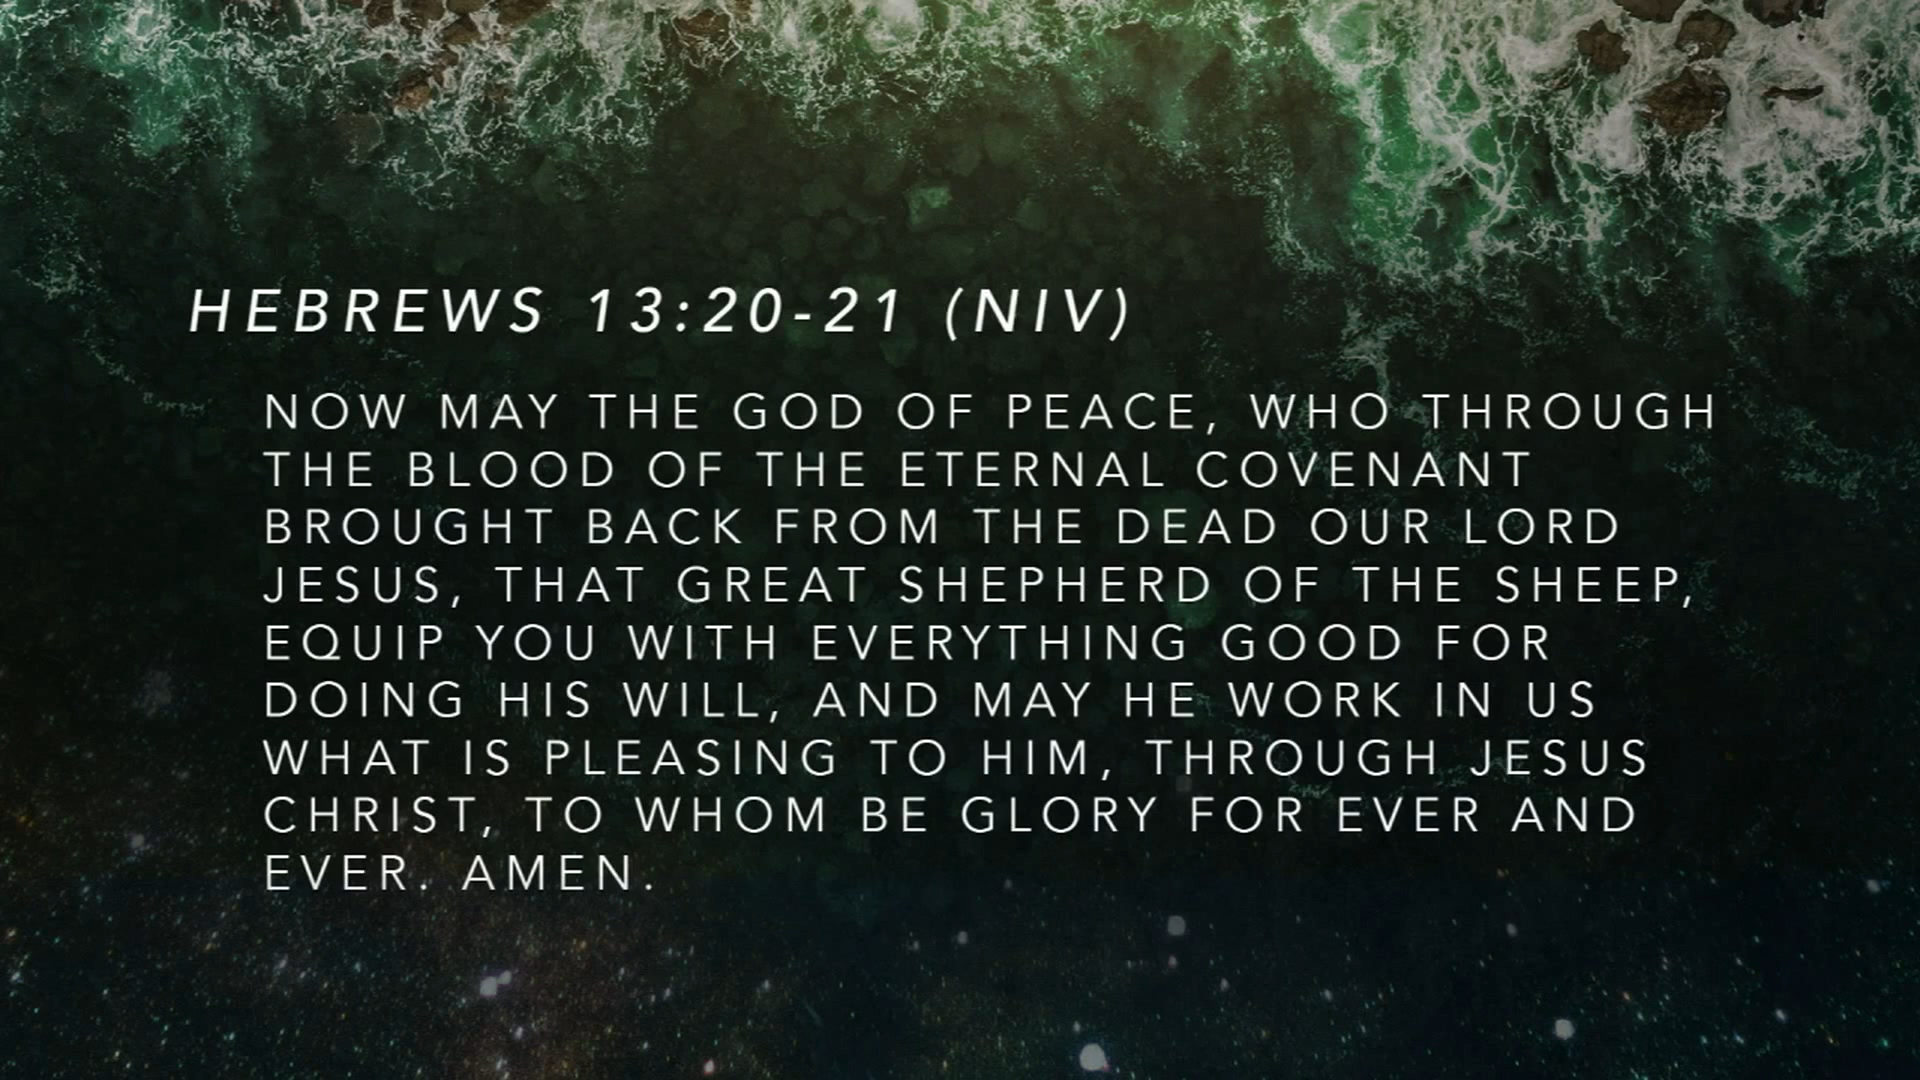 HEBREWS 13:20-21 (NIV)
NOW MAY THE GOD OF PEACE, WHO THROUGH
THE BLOOD OF THE ETERNAL COVENANT
BROUGHT BACK FROM THE DEAD OUR LORD
JESUS, THAT GREAT SHEPHERD OF THE SHEEP,
EQUIP YOU WITH EVERYTHING GOOD FOR
DOING HIS WILL, AND MAY HE WORK IN US
WHAT IS PLEASING TO HIM, THROUGH JESUS
CHRIST, TO WHOM BE GLORY FOR EVER AND
EVER. AMEN.